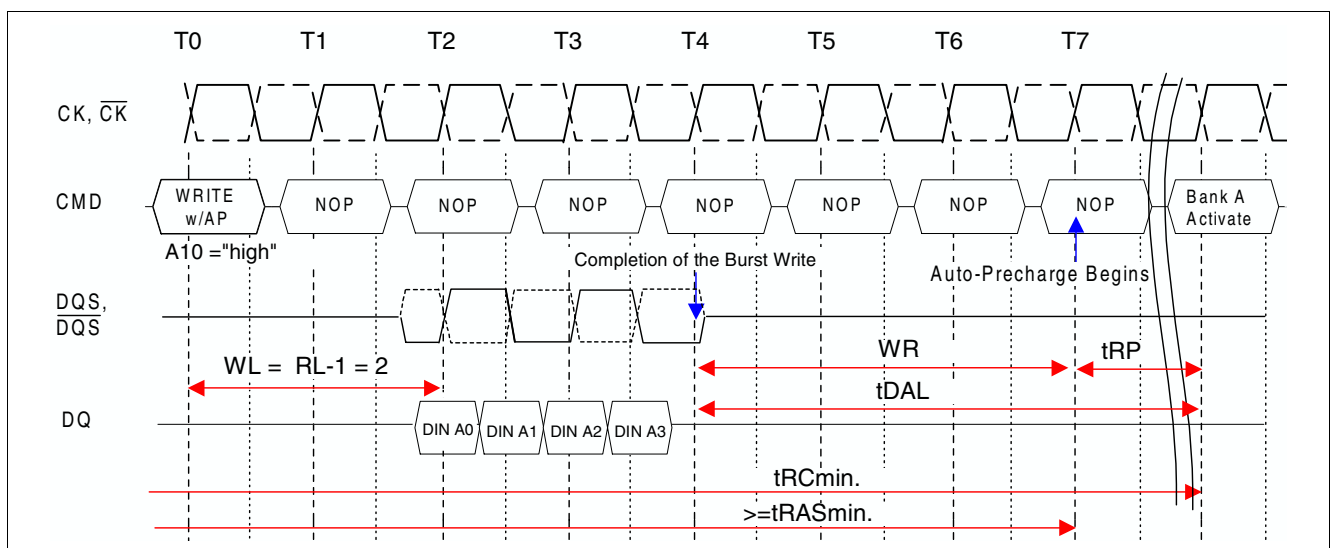 T0 T1 T2 T3 T4 T5 T6 T7
CK, CK
CMD
WRITE w/AP
NOP
NOP
NOP
NOP
NOP
NOP
NOP
Bank A Activate
A10 ="high"
Completion of the Burst Write
Auto-Precharge Begins
DQS,
DQS
WL = RL-1 = 2
WR
tRP
tDAL
DQ
DIN A0
DIN A1
DIN A2
DIN A3
tRCmin.
>=tRASmin.